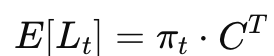 E[L_t] = π_t · C^T